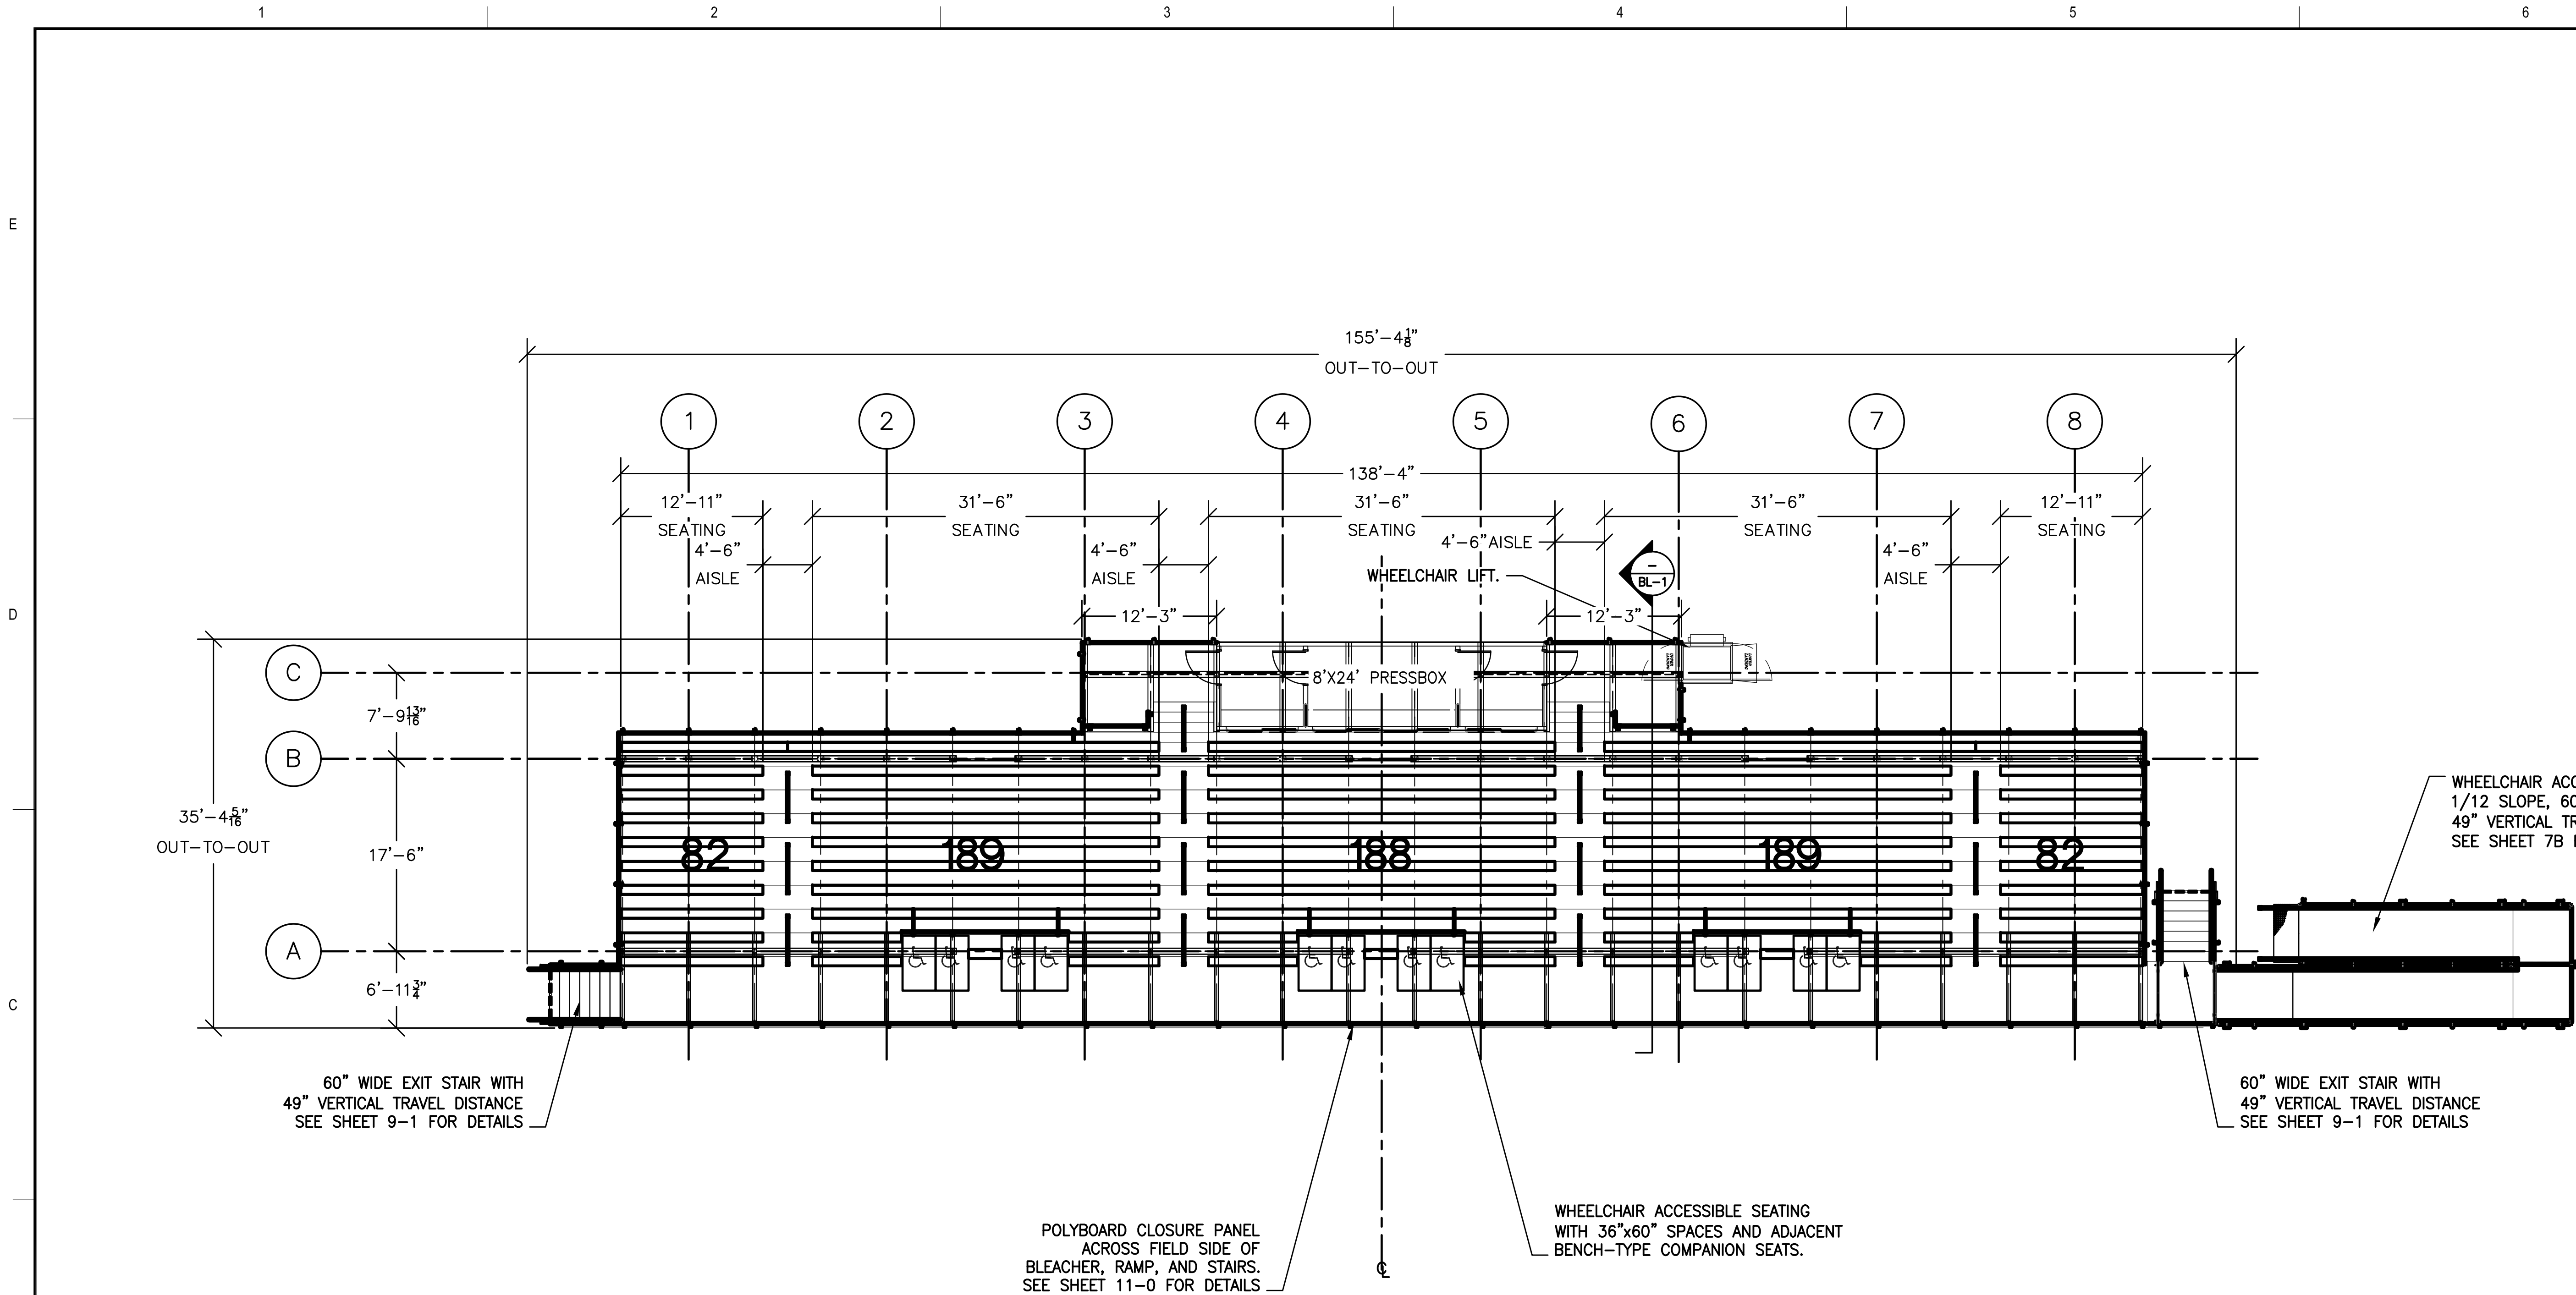 1 2 3 4 5 6
E
D
C
155'-4 1/8"
OUT-TO-OUT
1 2 3 4 5 6 7 8
138'-4"
12'-11" 31'-6" 31'-6" 31'-6" 12'-11"
SEATING SEATING SEATING SEATING SEATING
4'-6" 4'-6" 4'-6" AISLE 4'-6"
AISLE AISLE AISLE
WHEELCHAIR LIFT.
-
BL-1
12'-3" 12'-3"
C
8'X24' PRESSBOX
7'-9 13/16"
B
35'-4 5/16"
OUT-TO-OUT
17'-6"
82 189 188 189 82
A
6'-11 3/4"
WHEELCHAIR ACC
1/12 SLOPE, 60
49" VERTICAL TR
SEE SHEET 7B
60" WIDE EXIT STAIR WITH
49" VERTICAL TRAVEL DISTANCE
SEE SHEET 9-1 FOR DETAILS
60" WIDE EXIT STAIR WITH
49" VERTICAL TRAVEL DISTANCE
SEE SHEET 9-1 FOR DETAILS
POLYBOARD CLOSURE PANEL
ACROSS FIELD SIDE OF
BLEACHER, RAMP, AND STAIRS.
SEE SHEET 11-0 FOR DETAILS
WHEELCHAIR ACCESSIBLE SEATING
WITH 36"x60" SPACES AND ADJACENT
BENCH-TYPE COMPANION SEATS.
℄